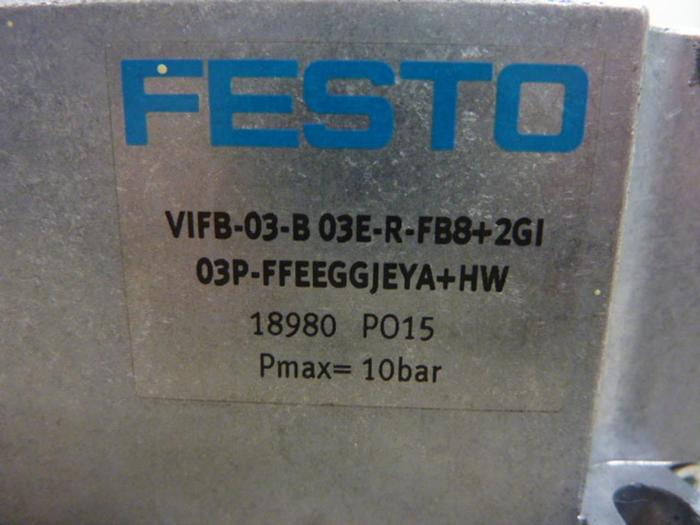 FESTO
VIFB-03-B 03E-R-FB8+2GI
03P-FFEEGGJEYA+HW
18980 PO15
Pmax= 10bar